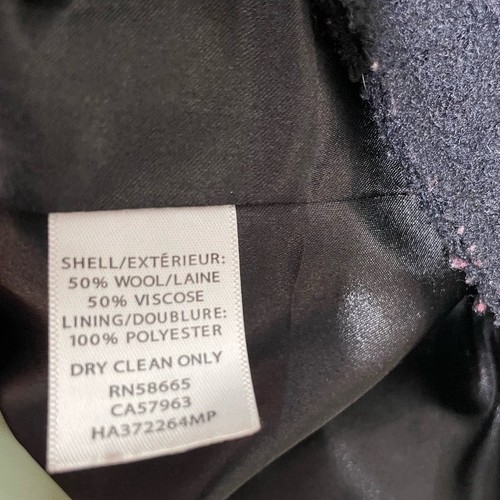 SHELL/EXTÉRIEUR:
50% WOOL/LAINE
50% VISCOSE
LINING/DOUBLURE:
100% POLYESTER
DRY CLEAN ONLY
RN58665
CA57963
HA372264MP